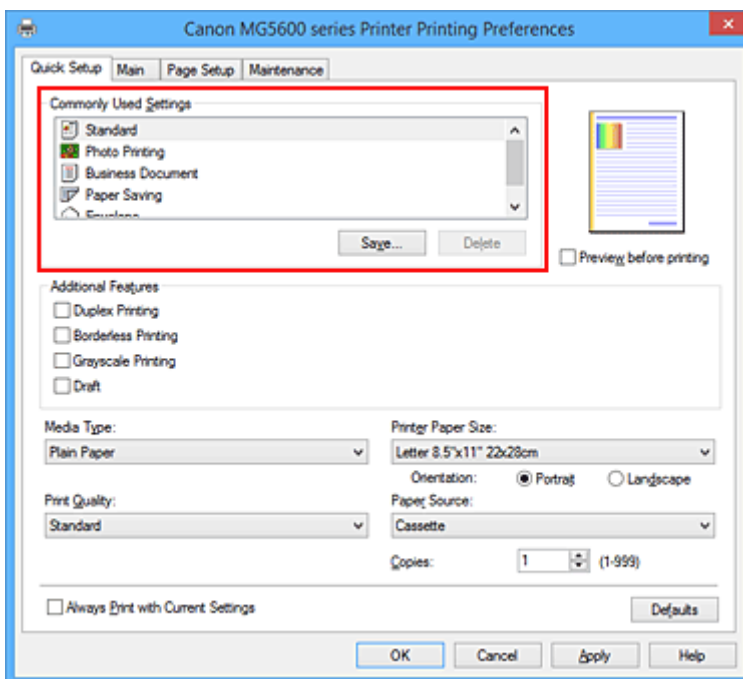 Canon MG5600 series Printer Printing Preferences
Quick Setup Main Page Setup Maintenance
Commonly Used Settings
Standard
Photo Printing
Business Document
Paper Saving
Envelope
Save... Delete
Preview before printing
Additional Features
Duplex Printing
Borderless Printing
Grayscale Printing
Draft
Media Type: Printer Paper Size:
Plain Paper Letter 8.5"x11" 22x28cm
Orientation: Portrait Landscape
Print Quality: Paper Source:
Standard Cassette
Copies: 1 (1-999)
Always Print with Current Settings Defaults
OK Cancel Apply Help